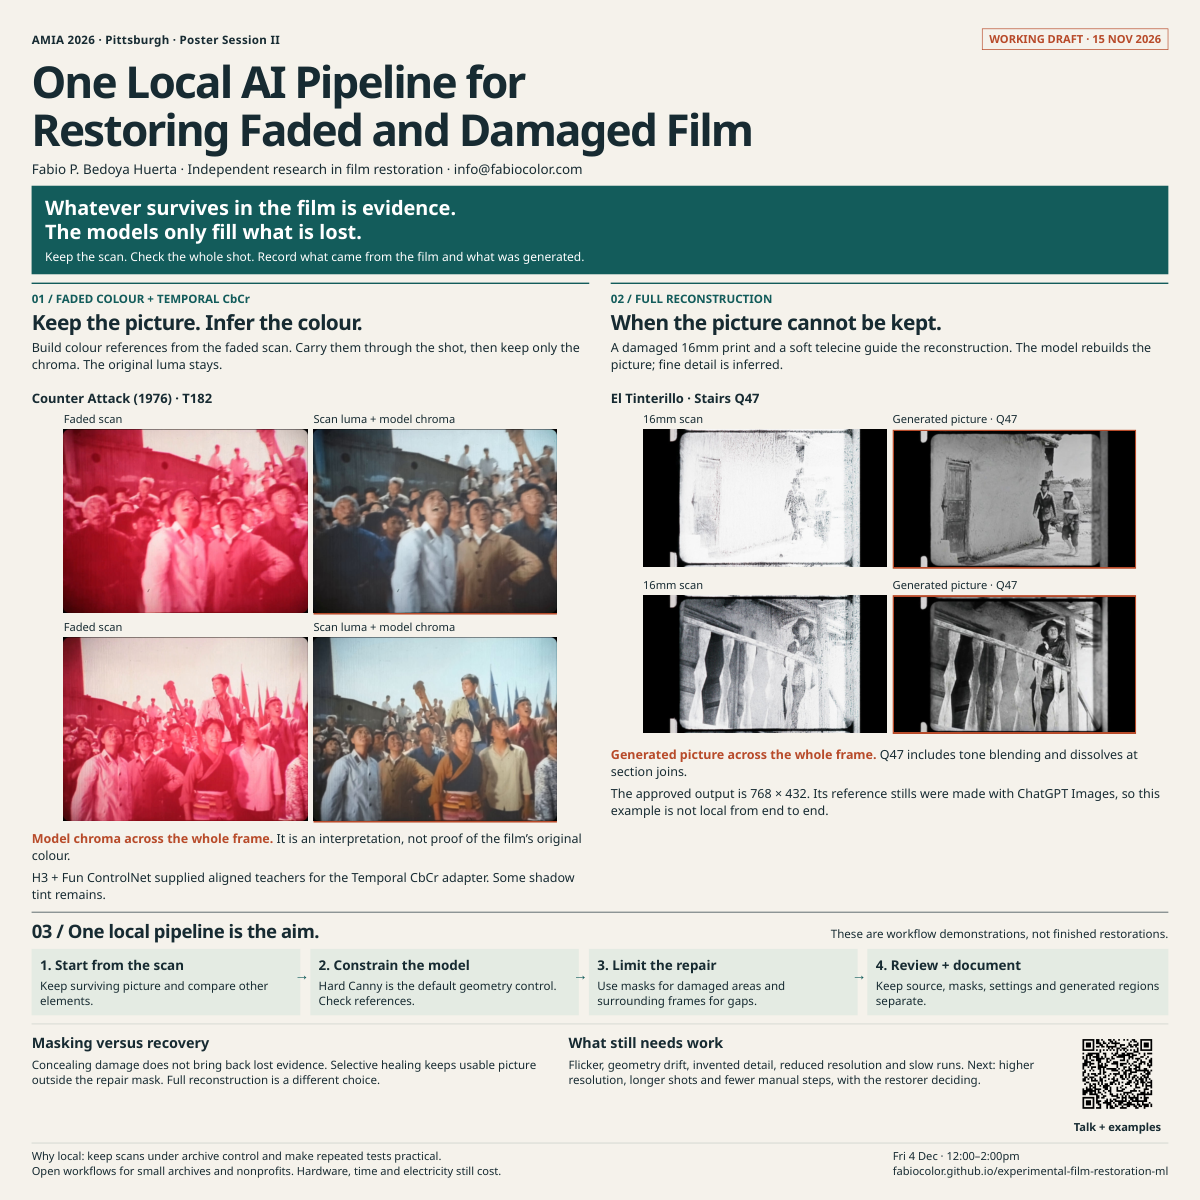 AMIA 2026 · Pittsburgh · Poster Session II
WORKING DRAFT · 15 NOV 2026
One Local AI Pipeline for
Restoring Faded and Damaged Film
Fabio P. Bedoya Huerta · Independent research in film restoration · info@fabiocolor.com
Whatever survives in the film is evidence.
The models only fill what is lost.
Keep the scan. Check the whole shot. Record what came from the film and what was generated.
01 / FADED COLOUR + TEMPORAL CbCr
Keep the picture. Infer the colour.
Build colour references from the faded scan. Carry them through the shot, then keep only the
chroma. The original luma stays.
Counter Attack (1976) · T182
Faded scan
Scan luma + model chroma
Faded scan
Scan luma + model chroma
Model chroma across the whole frame. It is an interpretation, not proof of the film’s original
colour.
H3 + Fun ControlNet supplied aligned teachers for the Temporal CbCr adapter. Some shadow
tint remains.
02 / FULL RECONSTRUCTION
When the picture cannot be kept.
A damaged 16mm print and a soft telecine guide the reconstruction. The model rebuilds the
picture; fine detail is inferred.
El Tinterillo · Stairs Q47
16mm scan
Generated picture · Q47
16mm scan
Generated picture · Q47
Generated picture across the whole frame. Q47 includes tone blending and dissolves at
section joins.
The approved output is 768 × 432. Its reference stills were made with ChatGPT Images, so this
example is not local from end to end.
03 / One local pipeline is the aim.
These are workflow demonstrations, not finished restorations.
1. Start from the scan
Keep surviving picture and compare other
elements.
→
2. Constrain the model
Hard Canny is the default geometry control.
Check references.
→
3. Limit the repair
Use masks for damaged areas and
surrounding frames for gaps.
→
4. Review + document
Keep source, masks, settings and generated regions
separate.
Masking versus recovery
Concealing damage does not bring back lost evidence. Selective healing keeps usable picture
outside the repair mask. Full reconstruction is a different choice.
What still needs work
Flicker, geometry drift, invented detail, reduced resolution and slow runs. Next: higher
resolution, longer shots and fewer manual steps, with the restorer deciding.
Talk + examples
Why local: keep scans under archive control and make repeated tests practical.
Open workflows for small archives and nonprofits. Hardware, time and electricity still cost.
Fri 4 Dec · 12:00–2:00pm
fabiocolor.github.io/experimental-film-restoration-ml